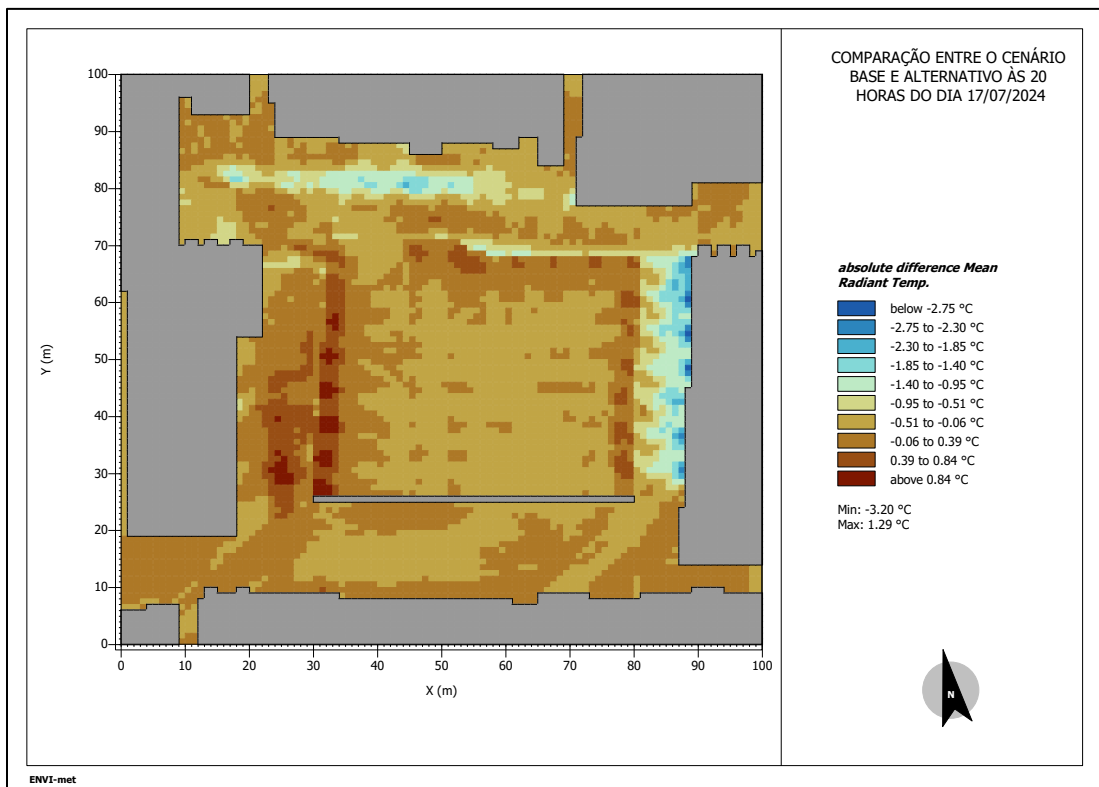 COMPARAÇÃO ENTRE O CENÁRIO
BASE E ALTERNATIVO ÀS 20
HORAS DO DIA 17/07/2024
100
90
80
70
60
50
40
30
20
10
0
Y (m)
0 10 20 30 40 50 60 70 80 90 100
X (m)
absolute difference Mean
Radiant Temp.
below -2.75 °C
-2.75 to -2.30 °C
-2.30 to -1.85 °C
-1.85 to -1.40 °C
-1.40 to -0.95 °C
-0.95 to -0.51 °C
-0.51 to -0.06 °C
-0.06 to 0.39 °C
0.39 to 0.84 °C
above 0.84 °C
Min: -3.20 °C
Max: 1.29 °C
N
ENVI-met